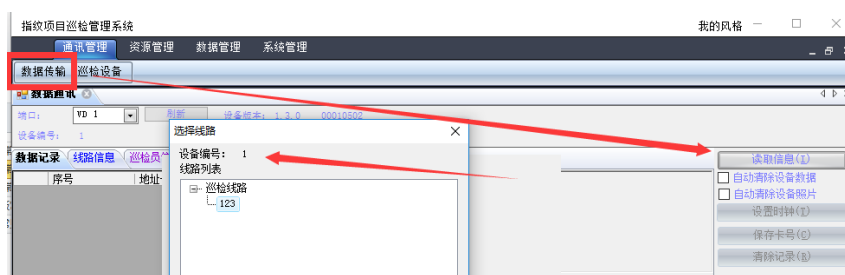 指纹项目巡检管理系统 我的风格
通讯管理 资源管理 数据管理 系统管理
数据传输 巡检设备
数据通讯
端口: VD 1 刷新 设备版本: 1.3.0 00010502
设备编号: 1
选择线路
设备编号: 1
线路列表
巡检线路
123
数据记录 线路信息 巡检员
序号 地址
读取信息(I)
自动清除设备数据
自动清除设备照片
设置时钟(T)
保存卡号(C)
清除记录(R)